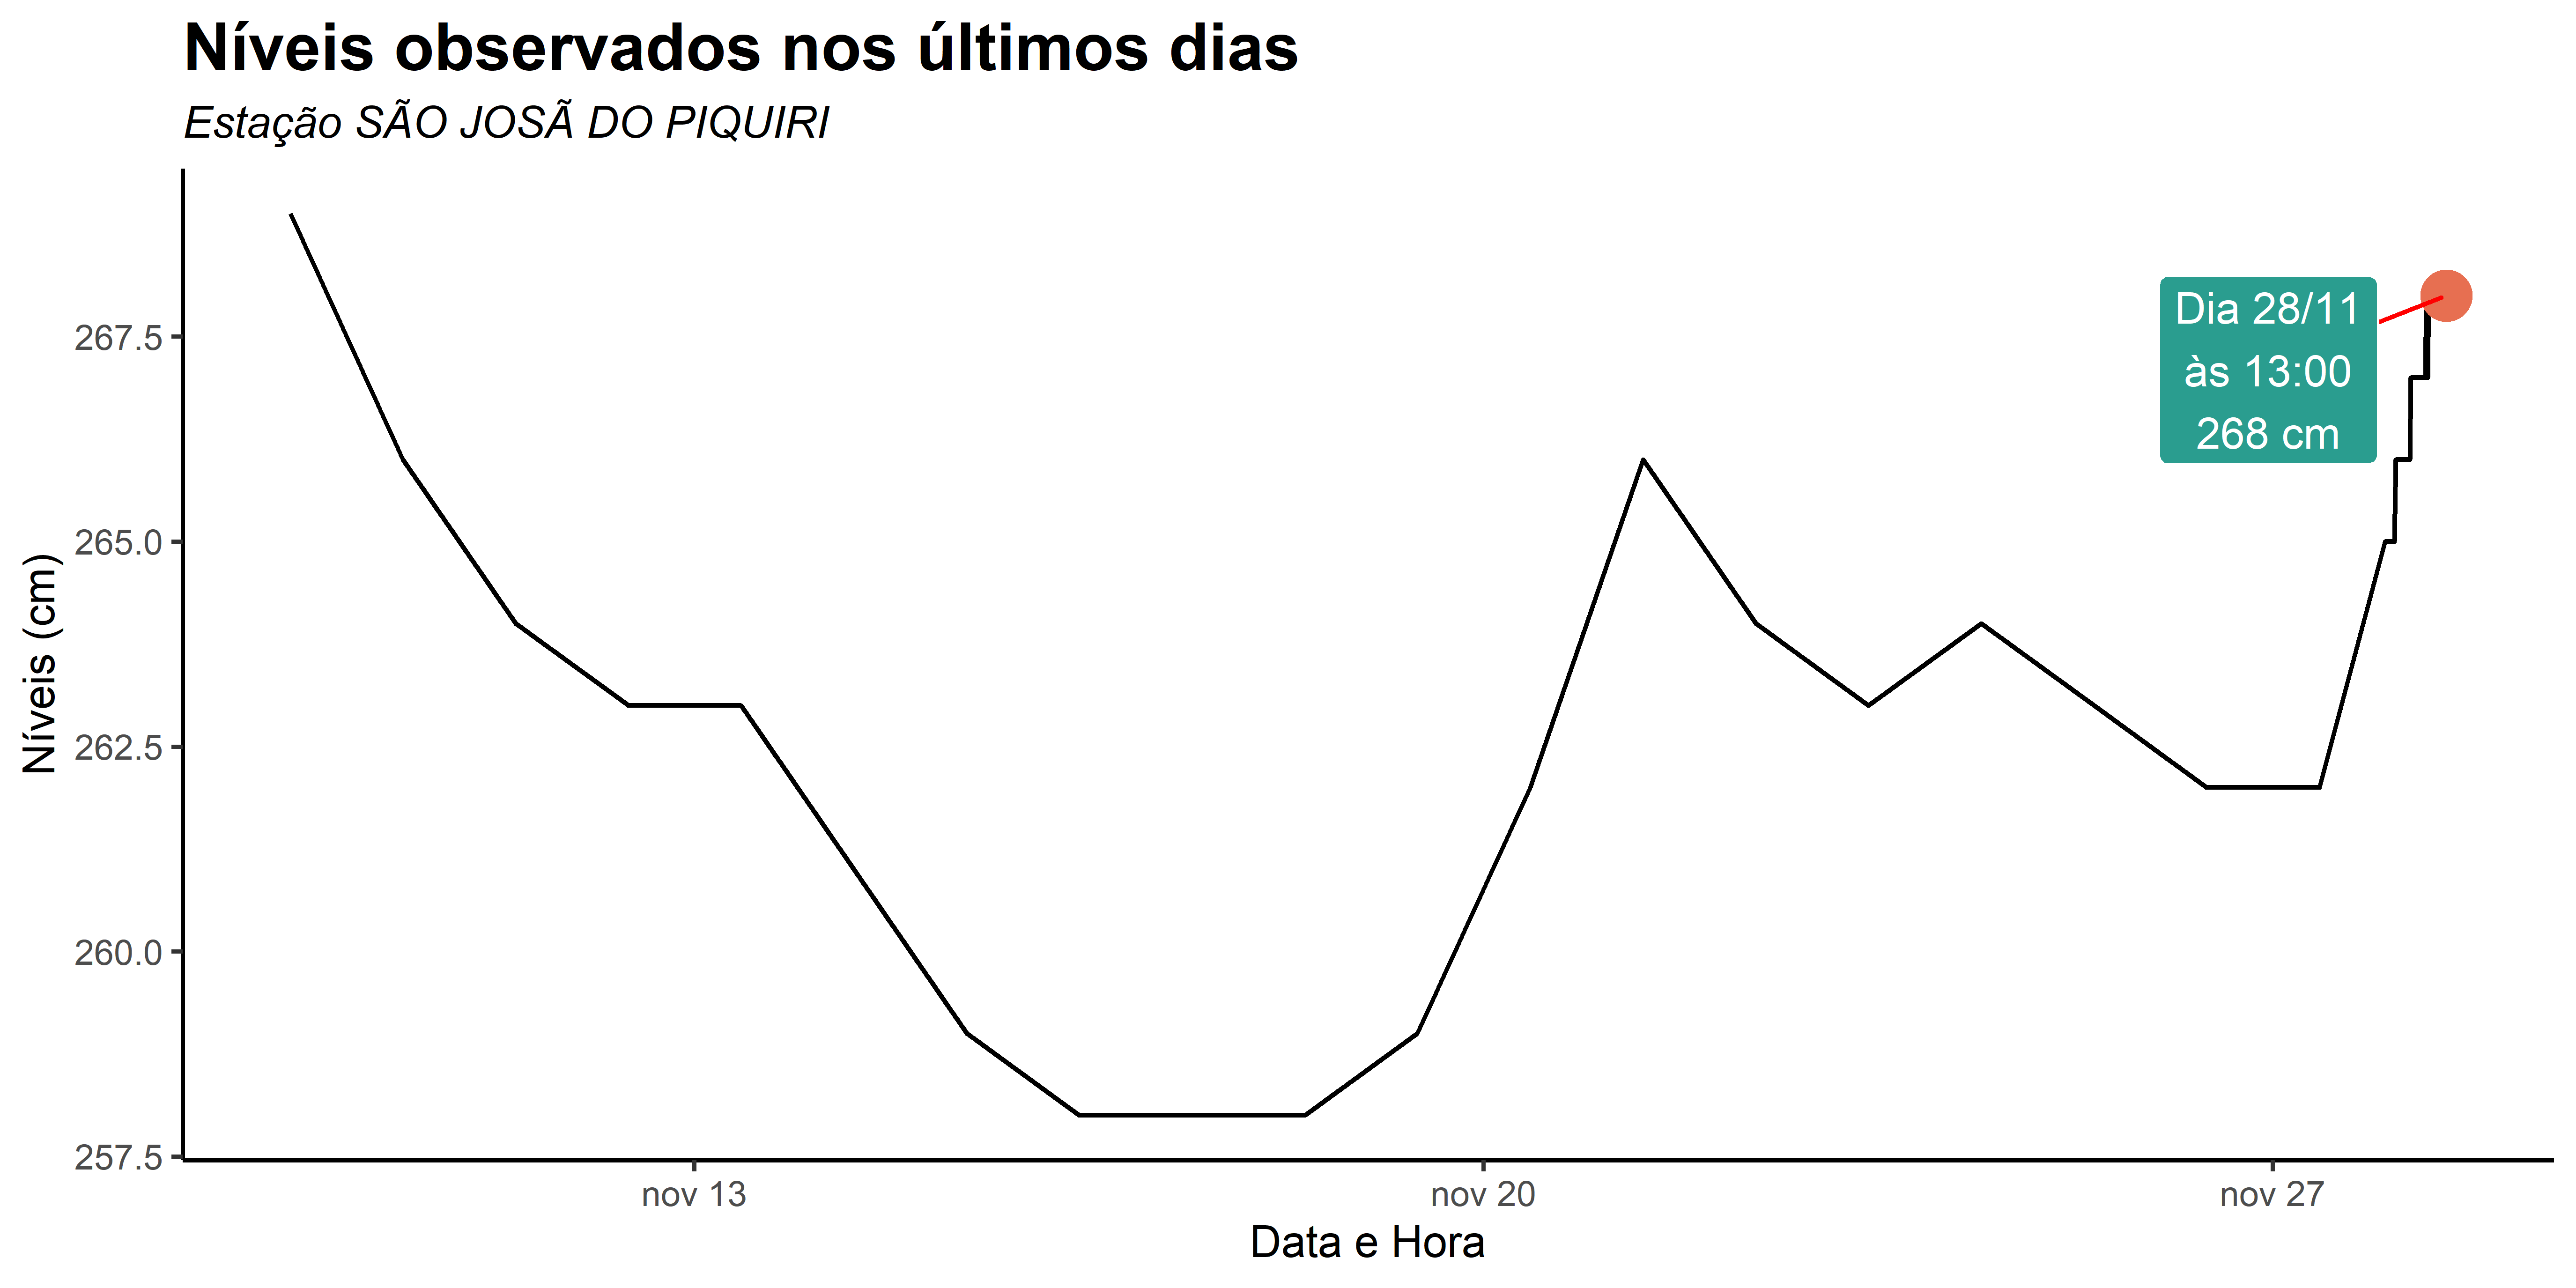 Níveis observados nos últimos dias
Estação SÃO JOSÃ DO PIQUIRI
Níveis (cm)
267.5
265.0
262.5
260.0
257.5
Dia 28/11
às 13:00
268 cm
nov 13
nov 20
nov 27
Data e Hora